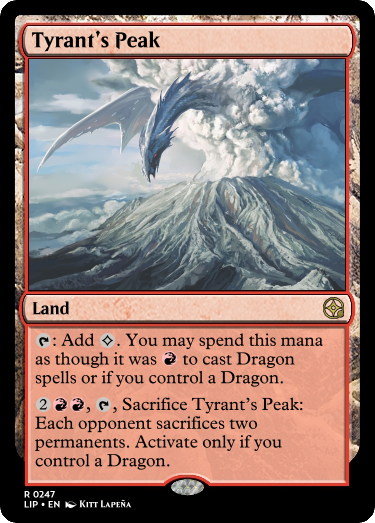 Tyrant's Peak
Land
: Add . You may spend this mana
as though it was to cast Dragon
spells or if you control a Dragon.
2 , , Sacrifice Tyrant's Peak:
Each opponent sacrifices two
permanents. Activate only if you
control a Dragon.
R 0247
LIP • EN Kitt Lapeña